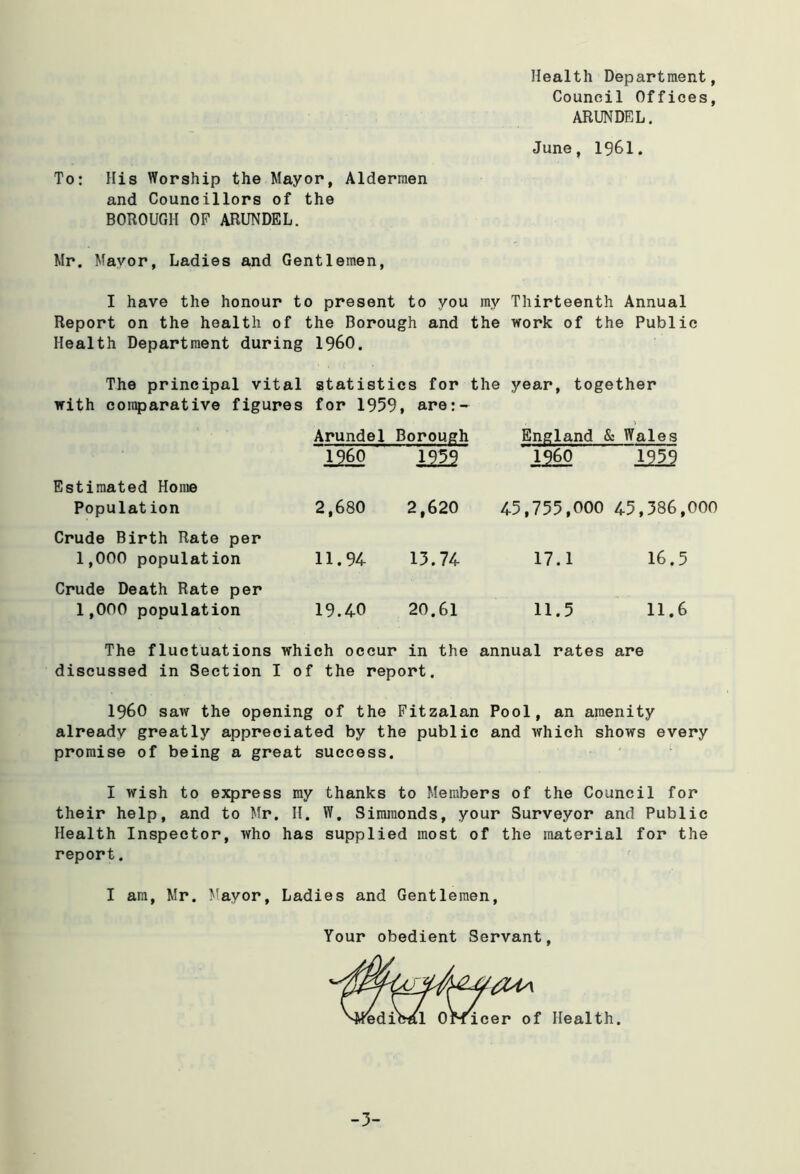 Health Department,
Council Offices,
ARUNDEL.
June, 1961.
To: His Worship the Mayor, Aldermen
and Councillors of the
BOROUGH OF ARUNDEL.
Mr. Mayor, Ladies and Gentlemen,
I have the honour to present to you my Thirteenth Annual
Report on the health of the Borough and the work of the Public
Health Department during 1960.
The principal vital statistics for the year, together
with comparative figures for 1959, are:-
Arundel Borough England & Wales
1960 1959 1960 1959
Estimated Home
Population 2,680 2,620 45,755,000 45,386,000
Crude Birth Rate per
1,000 population 11.94 13.74 17.1 16.5
Crude Death Rate per
1,000 population 19.40 20.61 11.5 11.6
The fluctuations which occur in the annual rates are
discussed in Section I of the report.
1960 saw the opening of the Fitzalan Pool, an amenity
already greatly appreciated by the public and which shows every
promise of being a great success.
I wish to express my thanks to Members of the Council for
their help, and to Mr. H. W. Simmonds, your Surveyor and Public
Health Inspector, who has supplied most of the material for the
report.
I am, Mr. Mayor, Ladies and Gentlemen,
Your obedient Servant,
Medical Officer of Health.
-3-